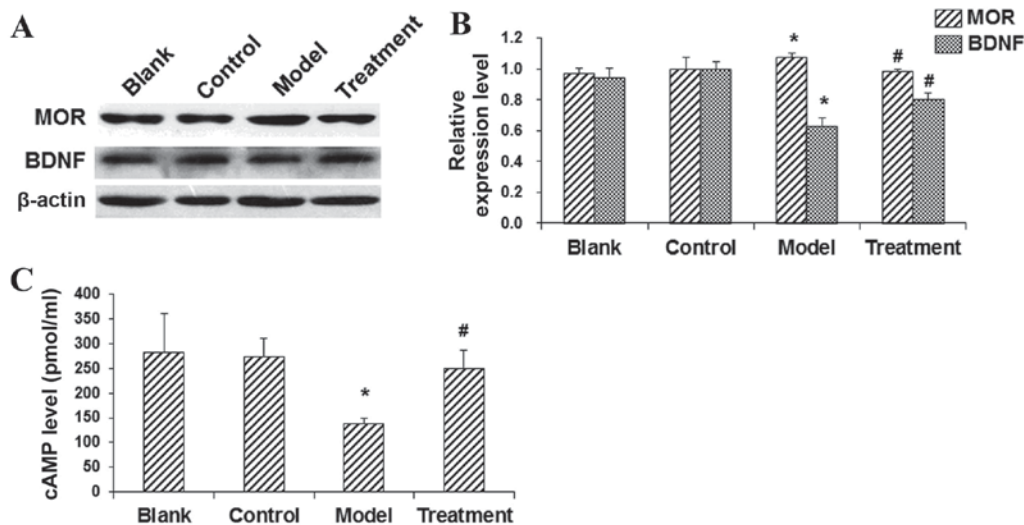 A
Blank Control Model Treatment
MOR
BDNF
β-actin
B
MOR
BDNF
Relative
expression level
1.2
1.0
0.8
0.6
0.4
0.2
0.0
*
*
#
#
Blank Control Model Treatment
C
cAMP level (pmol/ml)
400
350
300
250
200
150
100
50
0
*
#
Blank Control Model Treatment